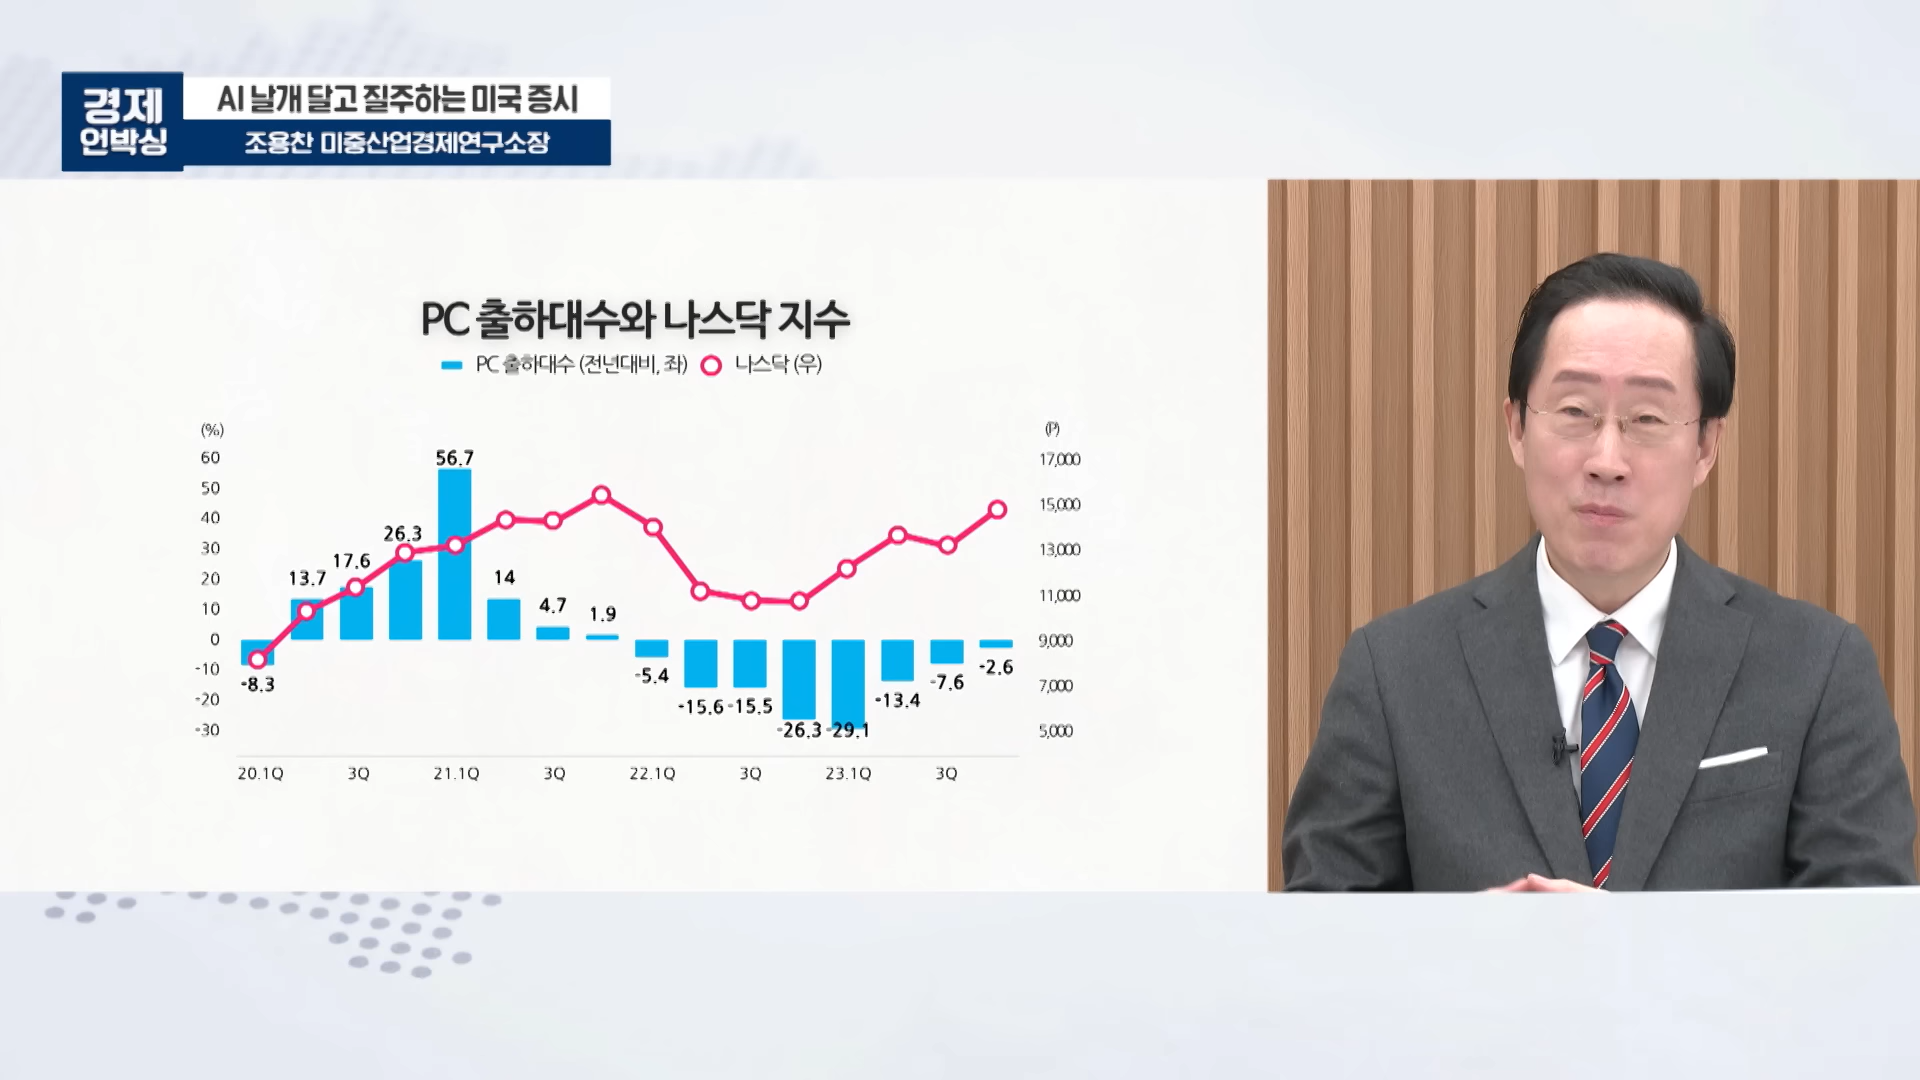 경제
언박싱
AI 날개 달고 질주하는 미국 증시
조용찬 미중산업경제연구소장
PC 출하대수와 나스닥 지수
PC 출하대수 (전년대비, 좌) 나스닥 (우)
(%) (P)
60 50 40 30 20 10 0 -10 -20 -30
-8.3 13.7 17.6 26.3 56.7 14 4.7 1.9 -5.4 -15.6 -15.5 -26.3 -29.1 -13.4 -7.6 -2.6
17,000 15,000 13,000 11,000 9,000 7,000 5,000
20.1Q 3Q 21.1Q 3Q 22.1Q 3Q 23.1Q 3Q